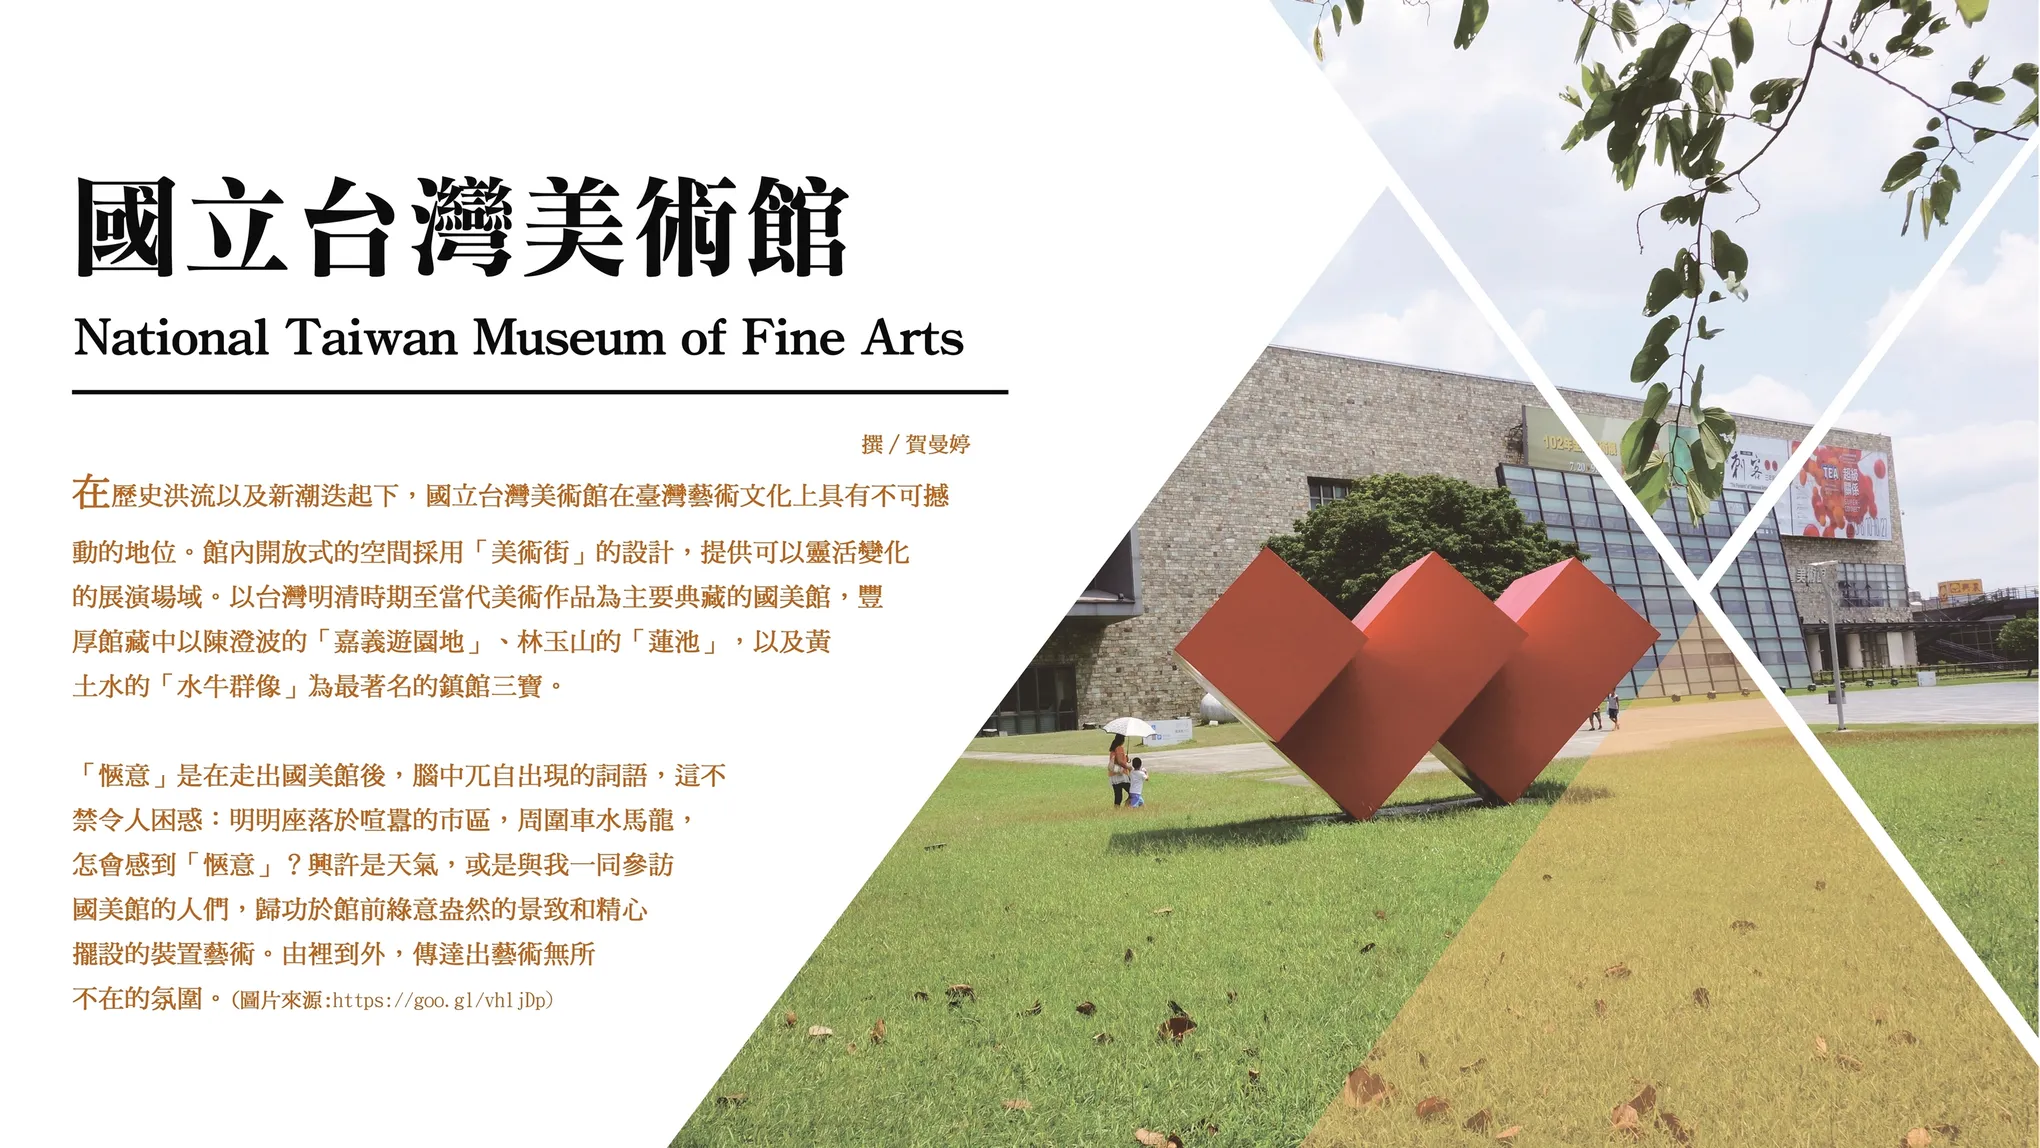 國立台灣美術館
National Taiwan Museum of Fine Arts
撰／賀曼婷
在歷史洪流以及新潮迭起下，國立台灣美術館在臺灣藝術文化上具有不可撼
動的地位。館內開放式的空間採用「美術街」的設計，提供可以靈活變化
的展演場域。以台灣明清時期至當代美術作品為主要典藏的國美館，豐
厚館藏中以陳澄波的「嘉義遊園地」、林玉山的「蓮池」，以及黃
土水的「水牛群像」為最著名的鎮館三寶。
「愜意」是在走出國美館後，腦中兀自出現的詞語，這不
禁令人困惑：明明座落於喧囂的市區，周圍車水馬龍，
怎會感到「愜意」？興許是天氣，或是與我一同參訪
國美館的人們，歸功於館前綠意盎然的景致和精心
擺設的裝置藝術。由裡到外，傳達出藝術無所
不在的氛圍。(圖片來源:https://goo.gl/vhljDp)
102年
刺客
TEA 超級
關係
美術